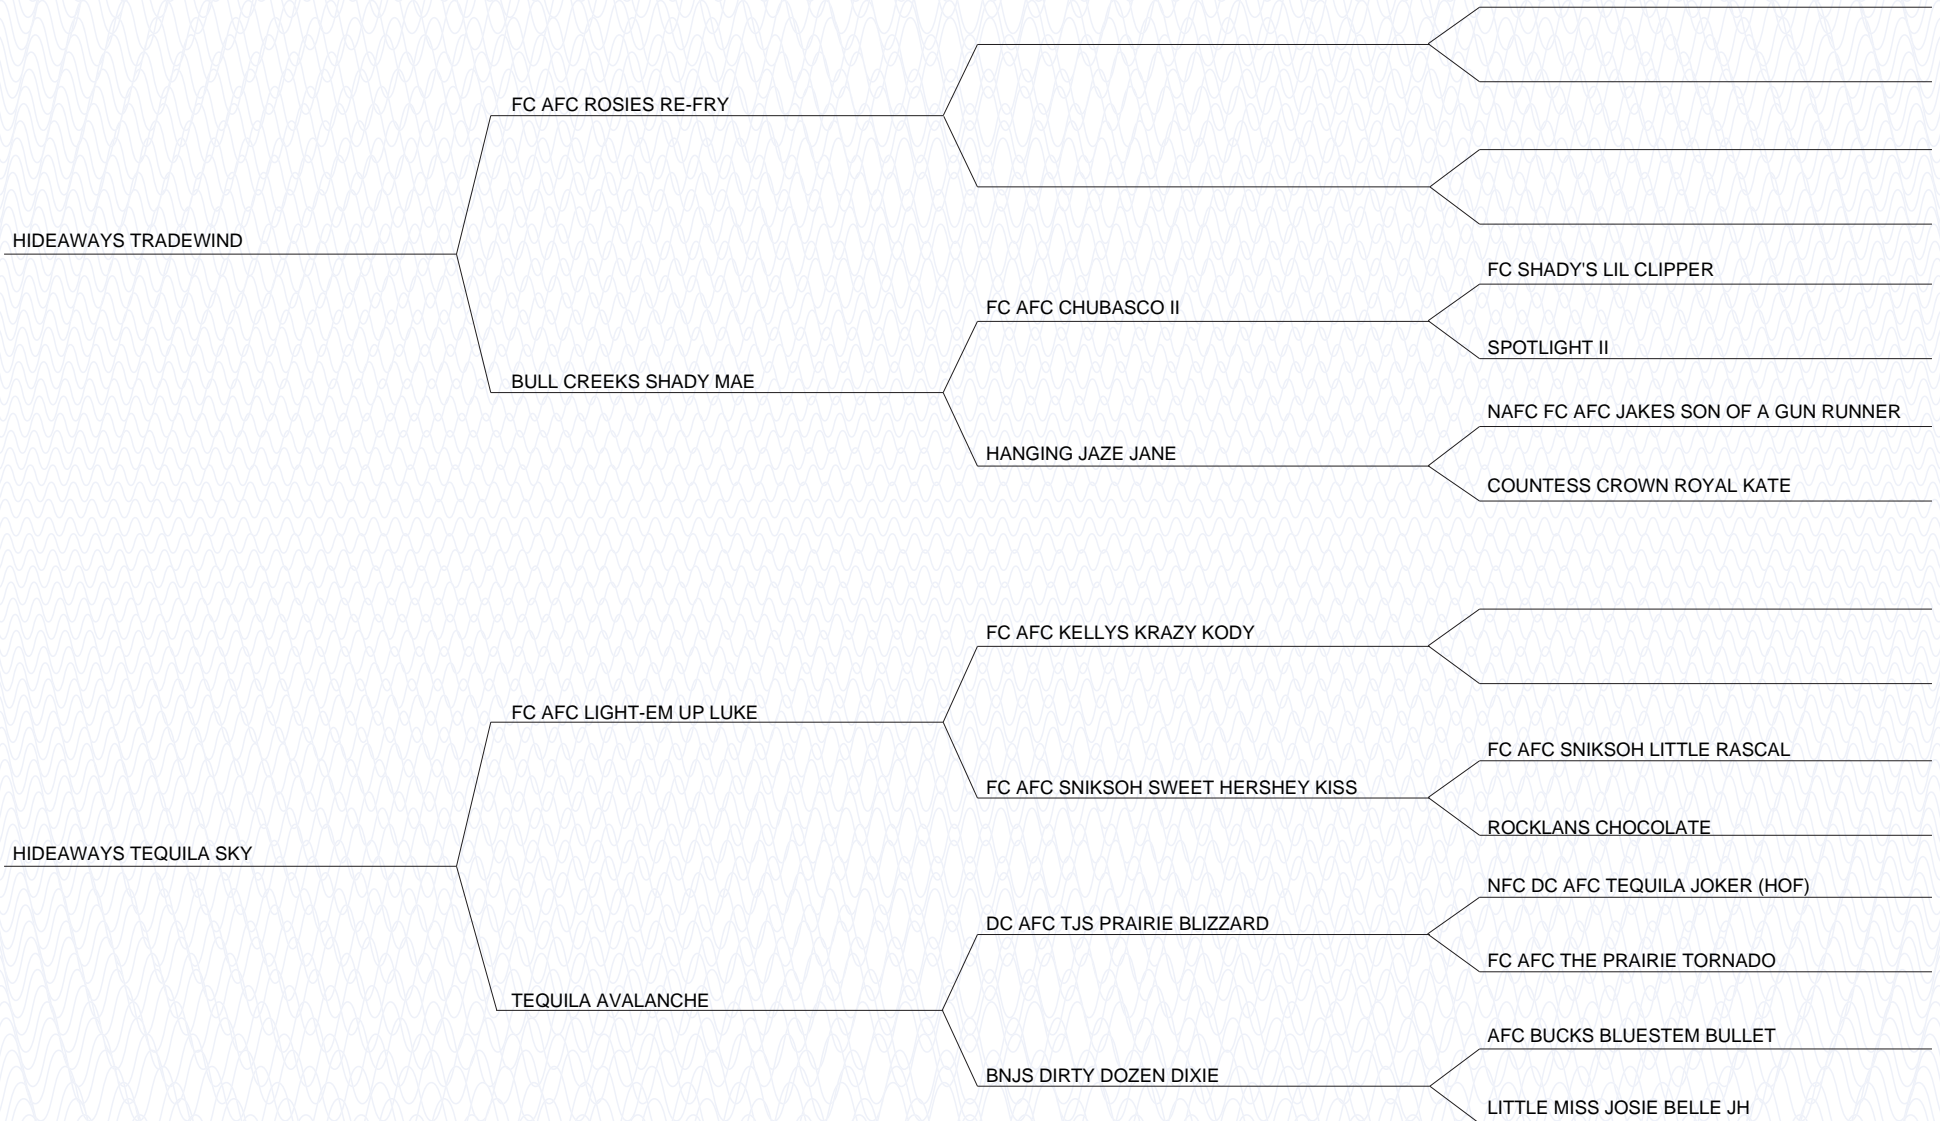 FC AFC ROSIES RE-FRY
HIDEAWAYS TRADEWIND
FC SHADY'S LIL CLIPPER
FC AFC CHUBASCO II
SPOTLIGHT II
BULL CREEKS SHADY MAE
NAFC FC AFC JAKES SON OF A GUN RUNNER
HANGING JAZE JANE
COUNTESS CROWN ROYAL KATE
FC AFC KELLYS KRAZY KODY
FC AFC LIGHT-EM UP LUKE
FC AFC SNIKSOH LITTLE RASCAL
FC AFC SNIKSOH SWEET HERSHEY KISS
ROCKLANS CHOCOLATE
HIDEAWAYS TEQUILA SKY
NFC DC AFC TEQUILA JOKER (HOF)
DC AFC TJS PRAIRIE BLIZZARD
FC AFC THE PRAIRIE TORNADO
TEQUILA AVALANCHE
AFC BUCKS BLUESTEM BULLET
BNJS DIRTY DOZEN DIXIE
LITTLE MISS JOSIE BELLE JH